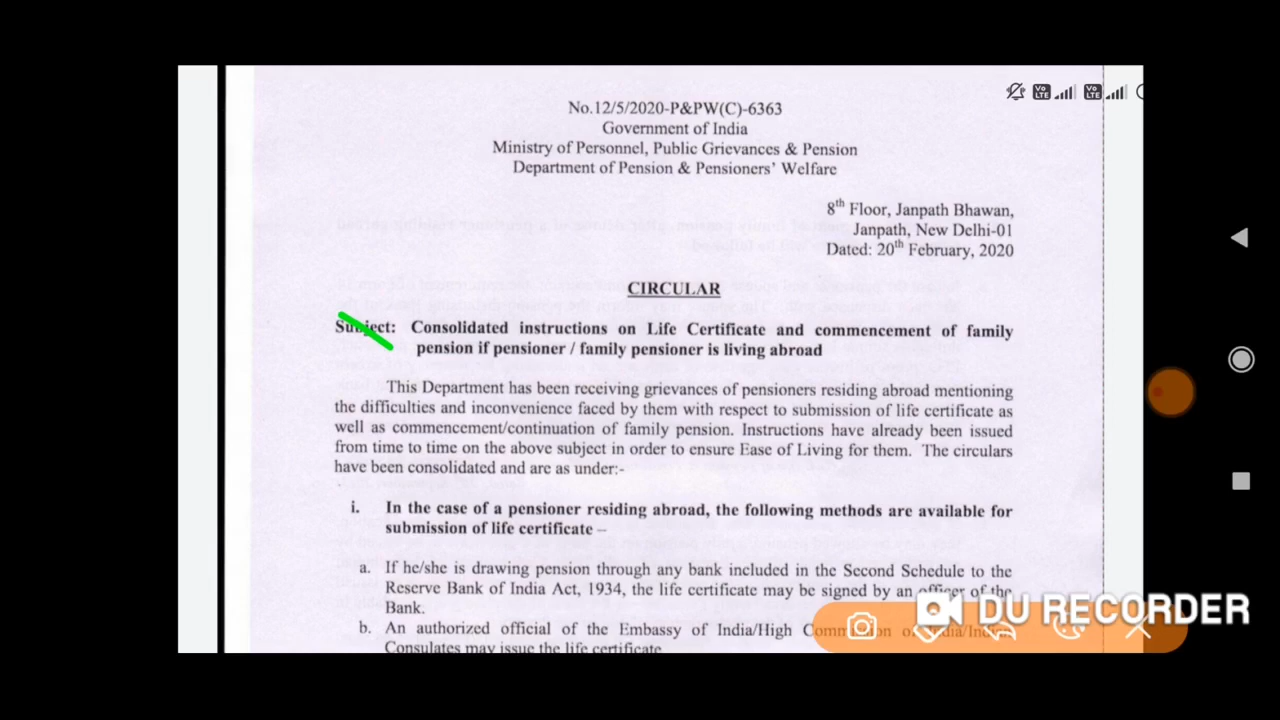 No.12/5/2020-P&PW(C)-6363
Government of India
Ministry of Personnel, Public Grievances & Pension
Department of Pension & Pensioners' Welfare
8th Floor, Janpath Bhawan,
Janpath, New Delhi-01
Dated: 20th February, 2020
CIRCULAR
Subject: Consolidated instructions on Life Certificate and commencement of family
pension if pensioner / family pensioner is living abroad
This Department has been receiving grievances of pensioners residing abroad mentioning
the difficulties and inconvenience faced by them with respect to submission of life certificate as
well as commencement/continuation of family pension. Instructions have already been issued
from time to time on the above subject in order to ensure Ease of Living for them. The circulars
have been consolidated and are as under:-
i. In the case of a pensioner residing abroad, the following methods are available for
submission of life certificate –
a. If he/she is drawing pension through any bank included in the Second Schedule to the
Reserve Bank of India Act, 1934, the life certificate may be signed by an officer of the
Bank.
DU RECORDER
b. An authorized official of the Embassy of India/High Commission of India/Indian
Consulates may issue the life certificate.